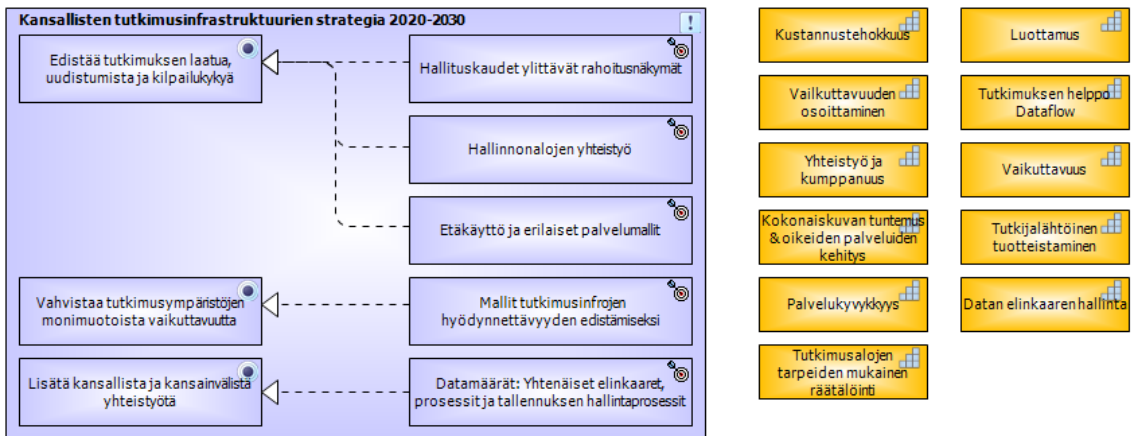 Kansallisten tutkimusinfrastruktuurien strategia 2020-2030
Edistää tutkimuksen laatua,
uudistumista ja kilpailukykyä
Hallituskaudet ylittävät rahoitusnäkymät
Hallinnonalojen yhteistyö
Etäkäyttö ja erilaiset palvelumallit
Vahvistaa tutkimusympäristöjen
monimuotoista vaikuttavuutta
Mallit tutkimusinfrojen
hyödynnettävyyden edistämiseksi
Lisätä kansallista ja kansainvälistä
yhteistyötä
Datamäärät: Yhtenäiset elinkaaret,
prosessit ja tallennuksen hallintaprosessit
Kustannustehokkuus
Luottamus
Vailkuttavuuden
osoittaminen
Tutkimuksen helppo
Dataflow
Yhteistyö ja
kumppanuus
Vaikuttavuus
Kokonaiskuvan tuntemus
& oikeiden palveluiden
kehitys
Tutkijalähtöinen
tuotteistaminen
Palvelukyvykkyys
Datan elinkaaren hallinta
Tutkimusalojen
tarpeiden mukainen
räätälöinti